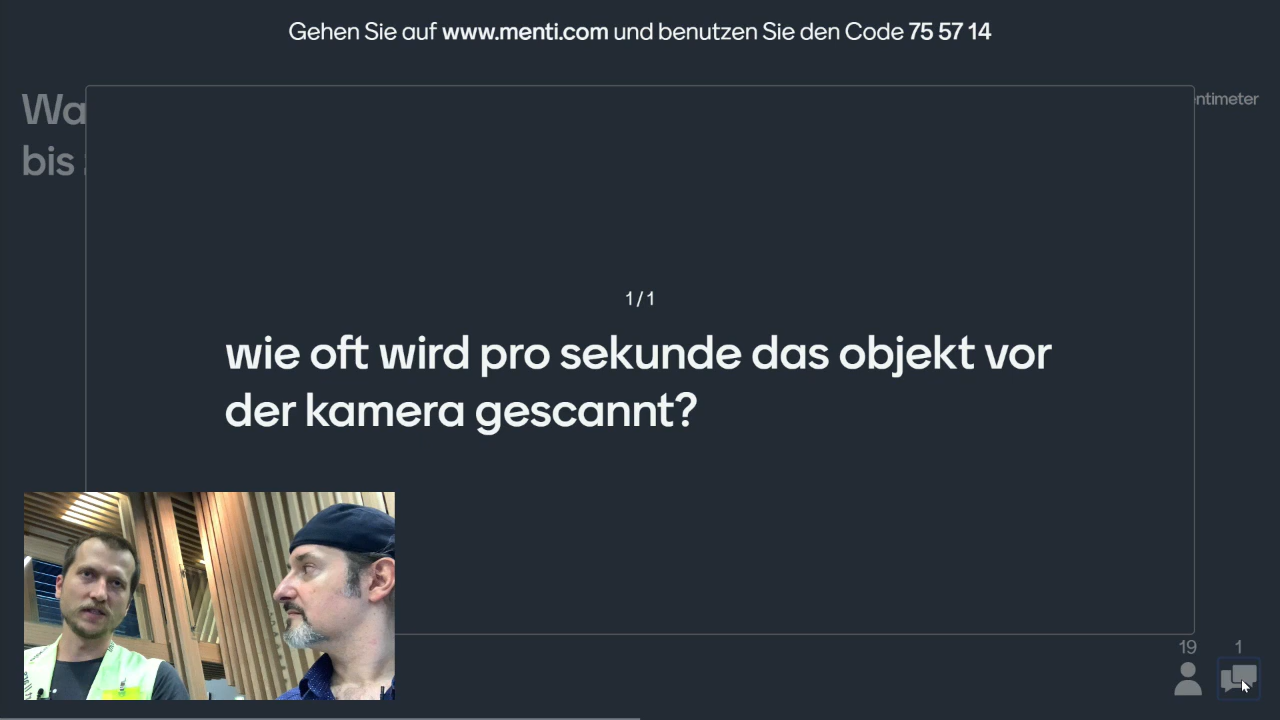 Gehen Sie auf www.menti.com und benutzen Sie den Code 75 57 14
Wa
bis
ntimeter
1/1
wie oft wird pro sekunde das objekt vor
der kamera gescannt?
19
1